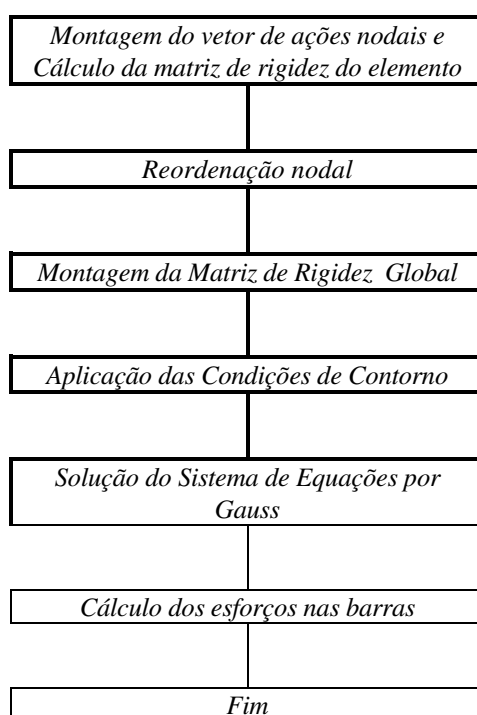 Montagem do vetor de ações nodais e
Cálculo da matriz de rigidez do elemento
Reordenação nodal
Montagem da Matriz de Rigidez Global
Aplicação das Condições de Contorno
Solução do Sistema de Equações por
Gauss
Cálculo dos esforços nas barras
Fim